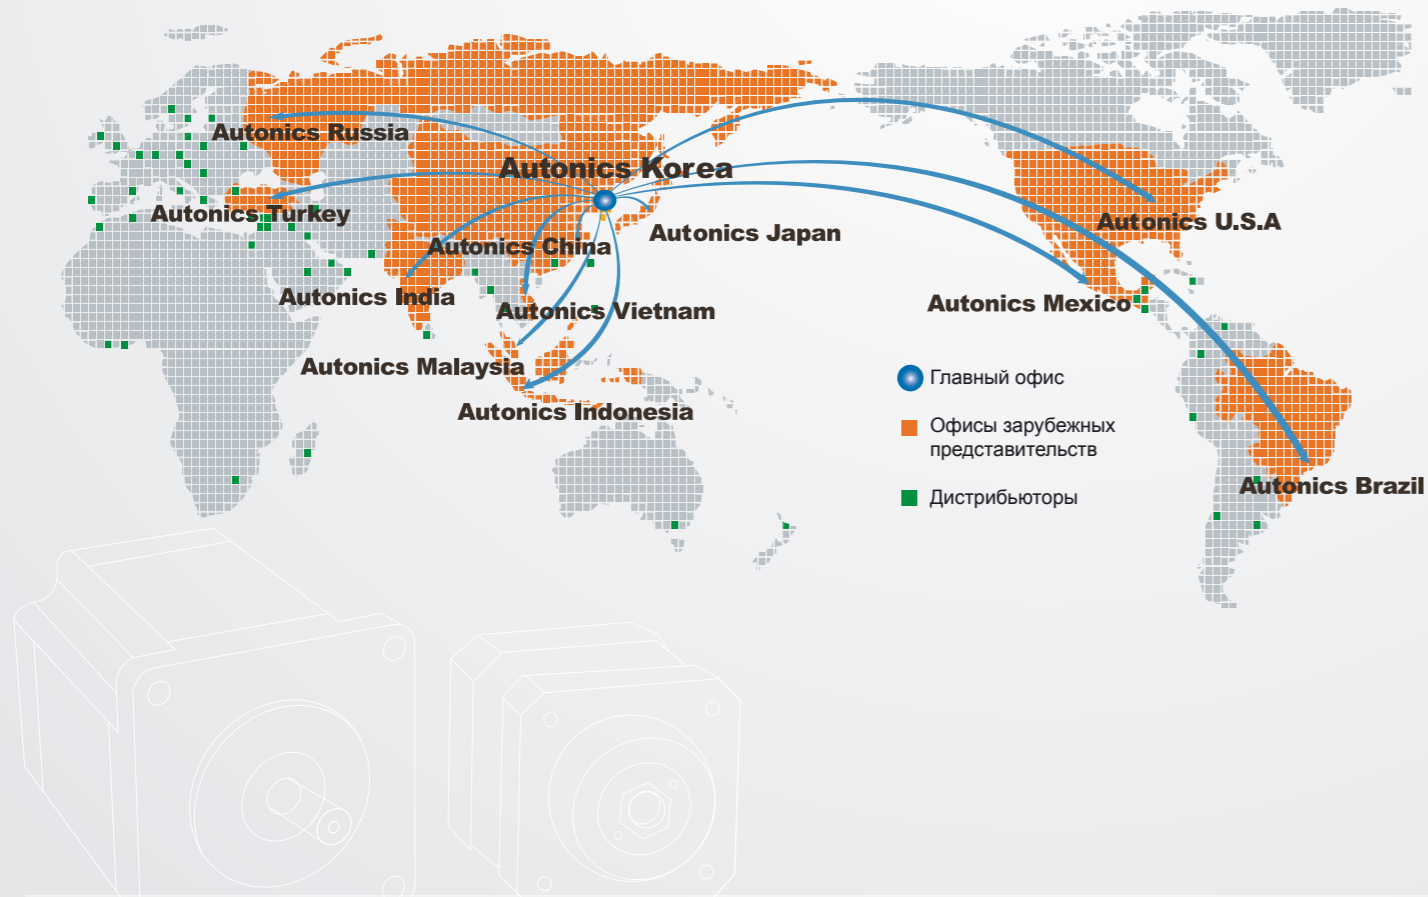 Autonics Russia
Autonics Korea
Autonics Turkey
Autonics U.S.A
Autonics Japan
Autonics China
Autonics India
Autonics Mexico
Autonics Vietnam
Autonics Malaysia
Autonics Indonesia
Главный офис
Офисы зарубежных
представительств
Дистрибьюторы
Autonics Brazil